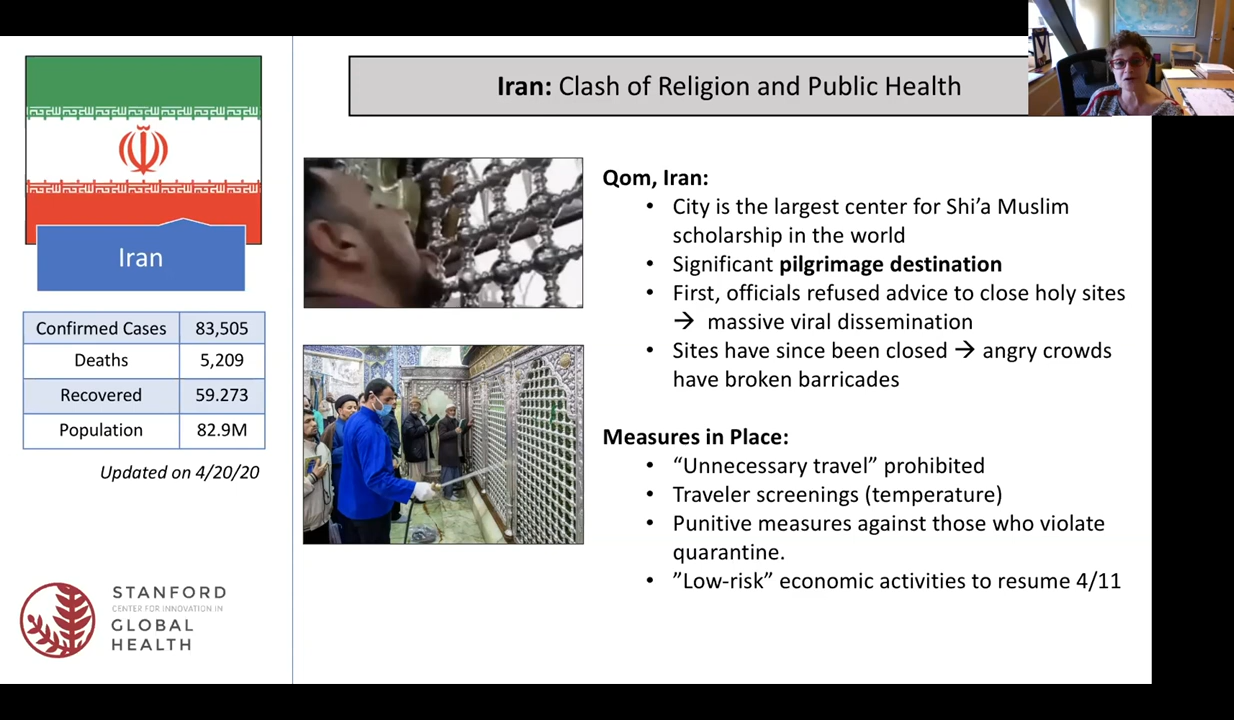 Iran: Clash of Religion and Public Health
Iran
Confirmed Cases 83,505
Deaths 5,209
Recovered 59.273
Population 82.9M
Updated on 4/20/20
STANFORD
CENTER FOR INNOVATION IN
GLOBAL
HEALTH
Qom, Iran:
• City is the largest center for Shi’a Muslim
scholarship in the world
• Significant pilgrimage destination
• First, officials refused advice to close holy sites
→ massive viral dissemination
• Sites have since been closed → angry crowds
have broken barricades
Measures in Place:
• “Unnecessary travel” prohibited
• Traveler screenings (temperature)
• Punitive measures against those who violate
quarantine.
• ”Low-risk” economic activities to resume 4/11